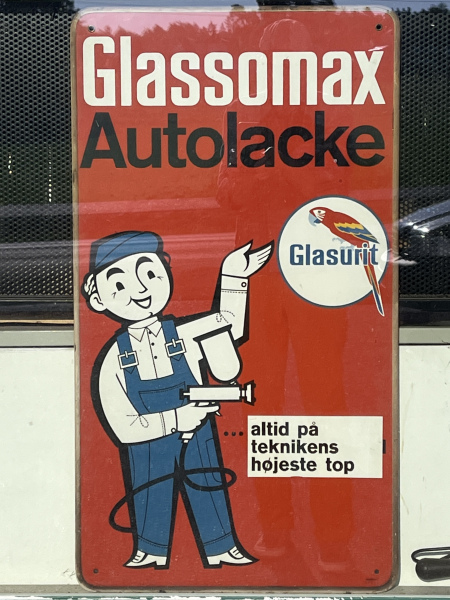 Glassomax
Autolacke
Glasurit
...altid på
teknikens
højeste top